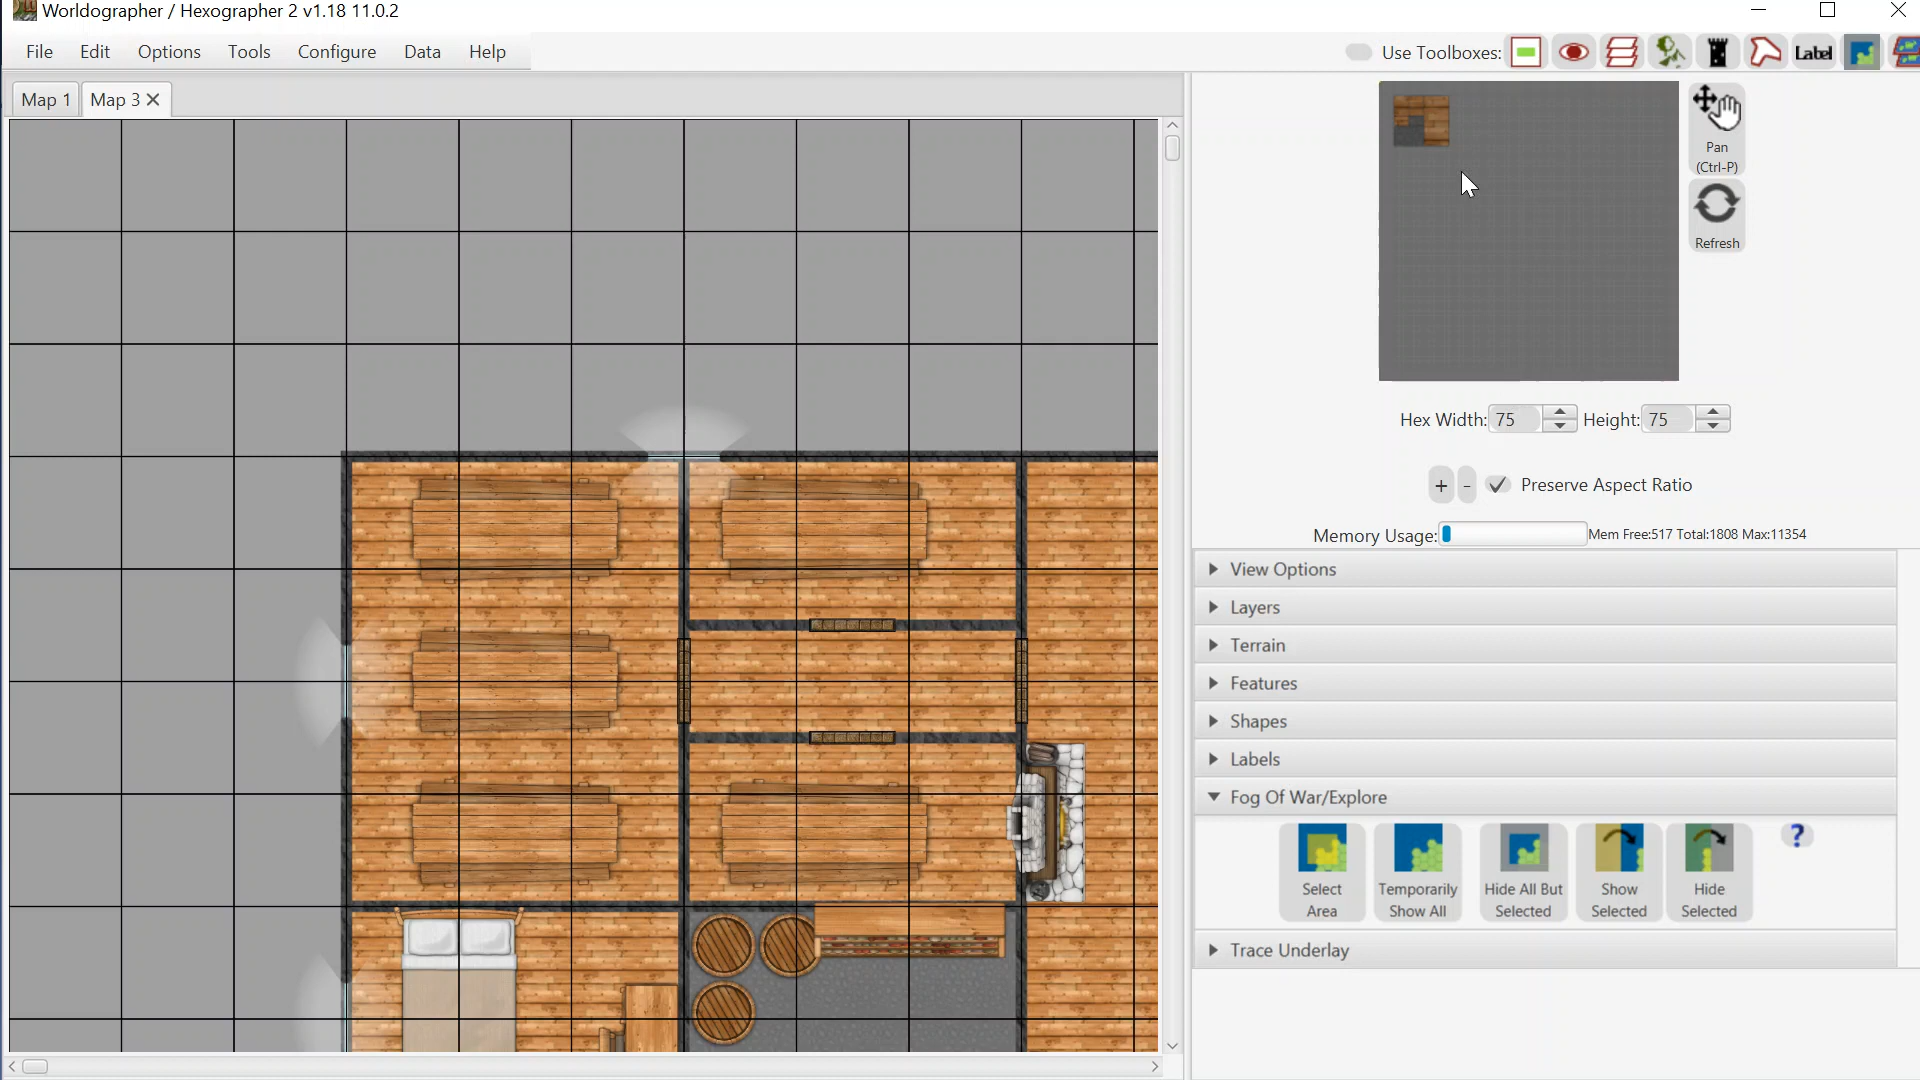 Worldographer / Hexographer 2 v1.18 11.0.2
File Edit Options Tools Configure Data Help
Use Toolboxes: Label
Map 1 Map 3
Pan
(Ctrl-P)
Refresh
Hex Width: 75 Height: 75
+ - Preserve Aspect Ratio
Memory Usage: Mem Free:517 Total:1808 Max:11354
View Options
Layers
Terrain
Features
Shapes
Labels
Fog Of War/Explore
?
Select
Area
Temporarily
Show All
Hide All But
Selected
Show
Selected
Hide
Selected
Trace Underlay